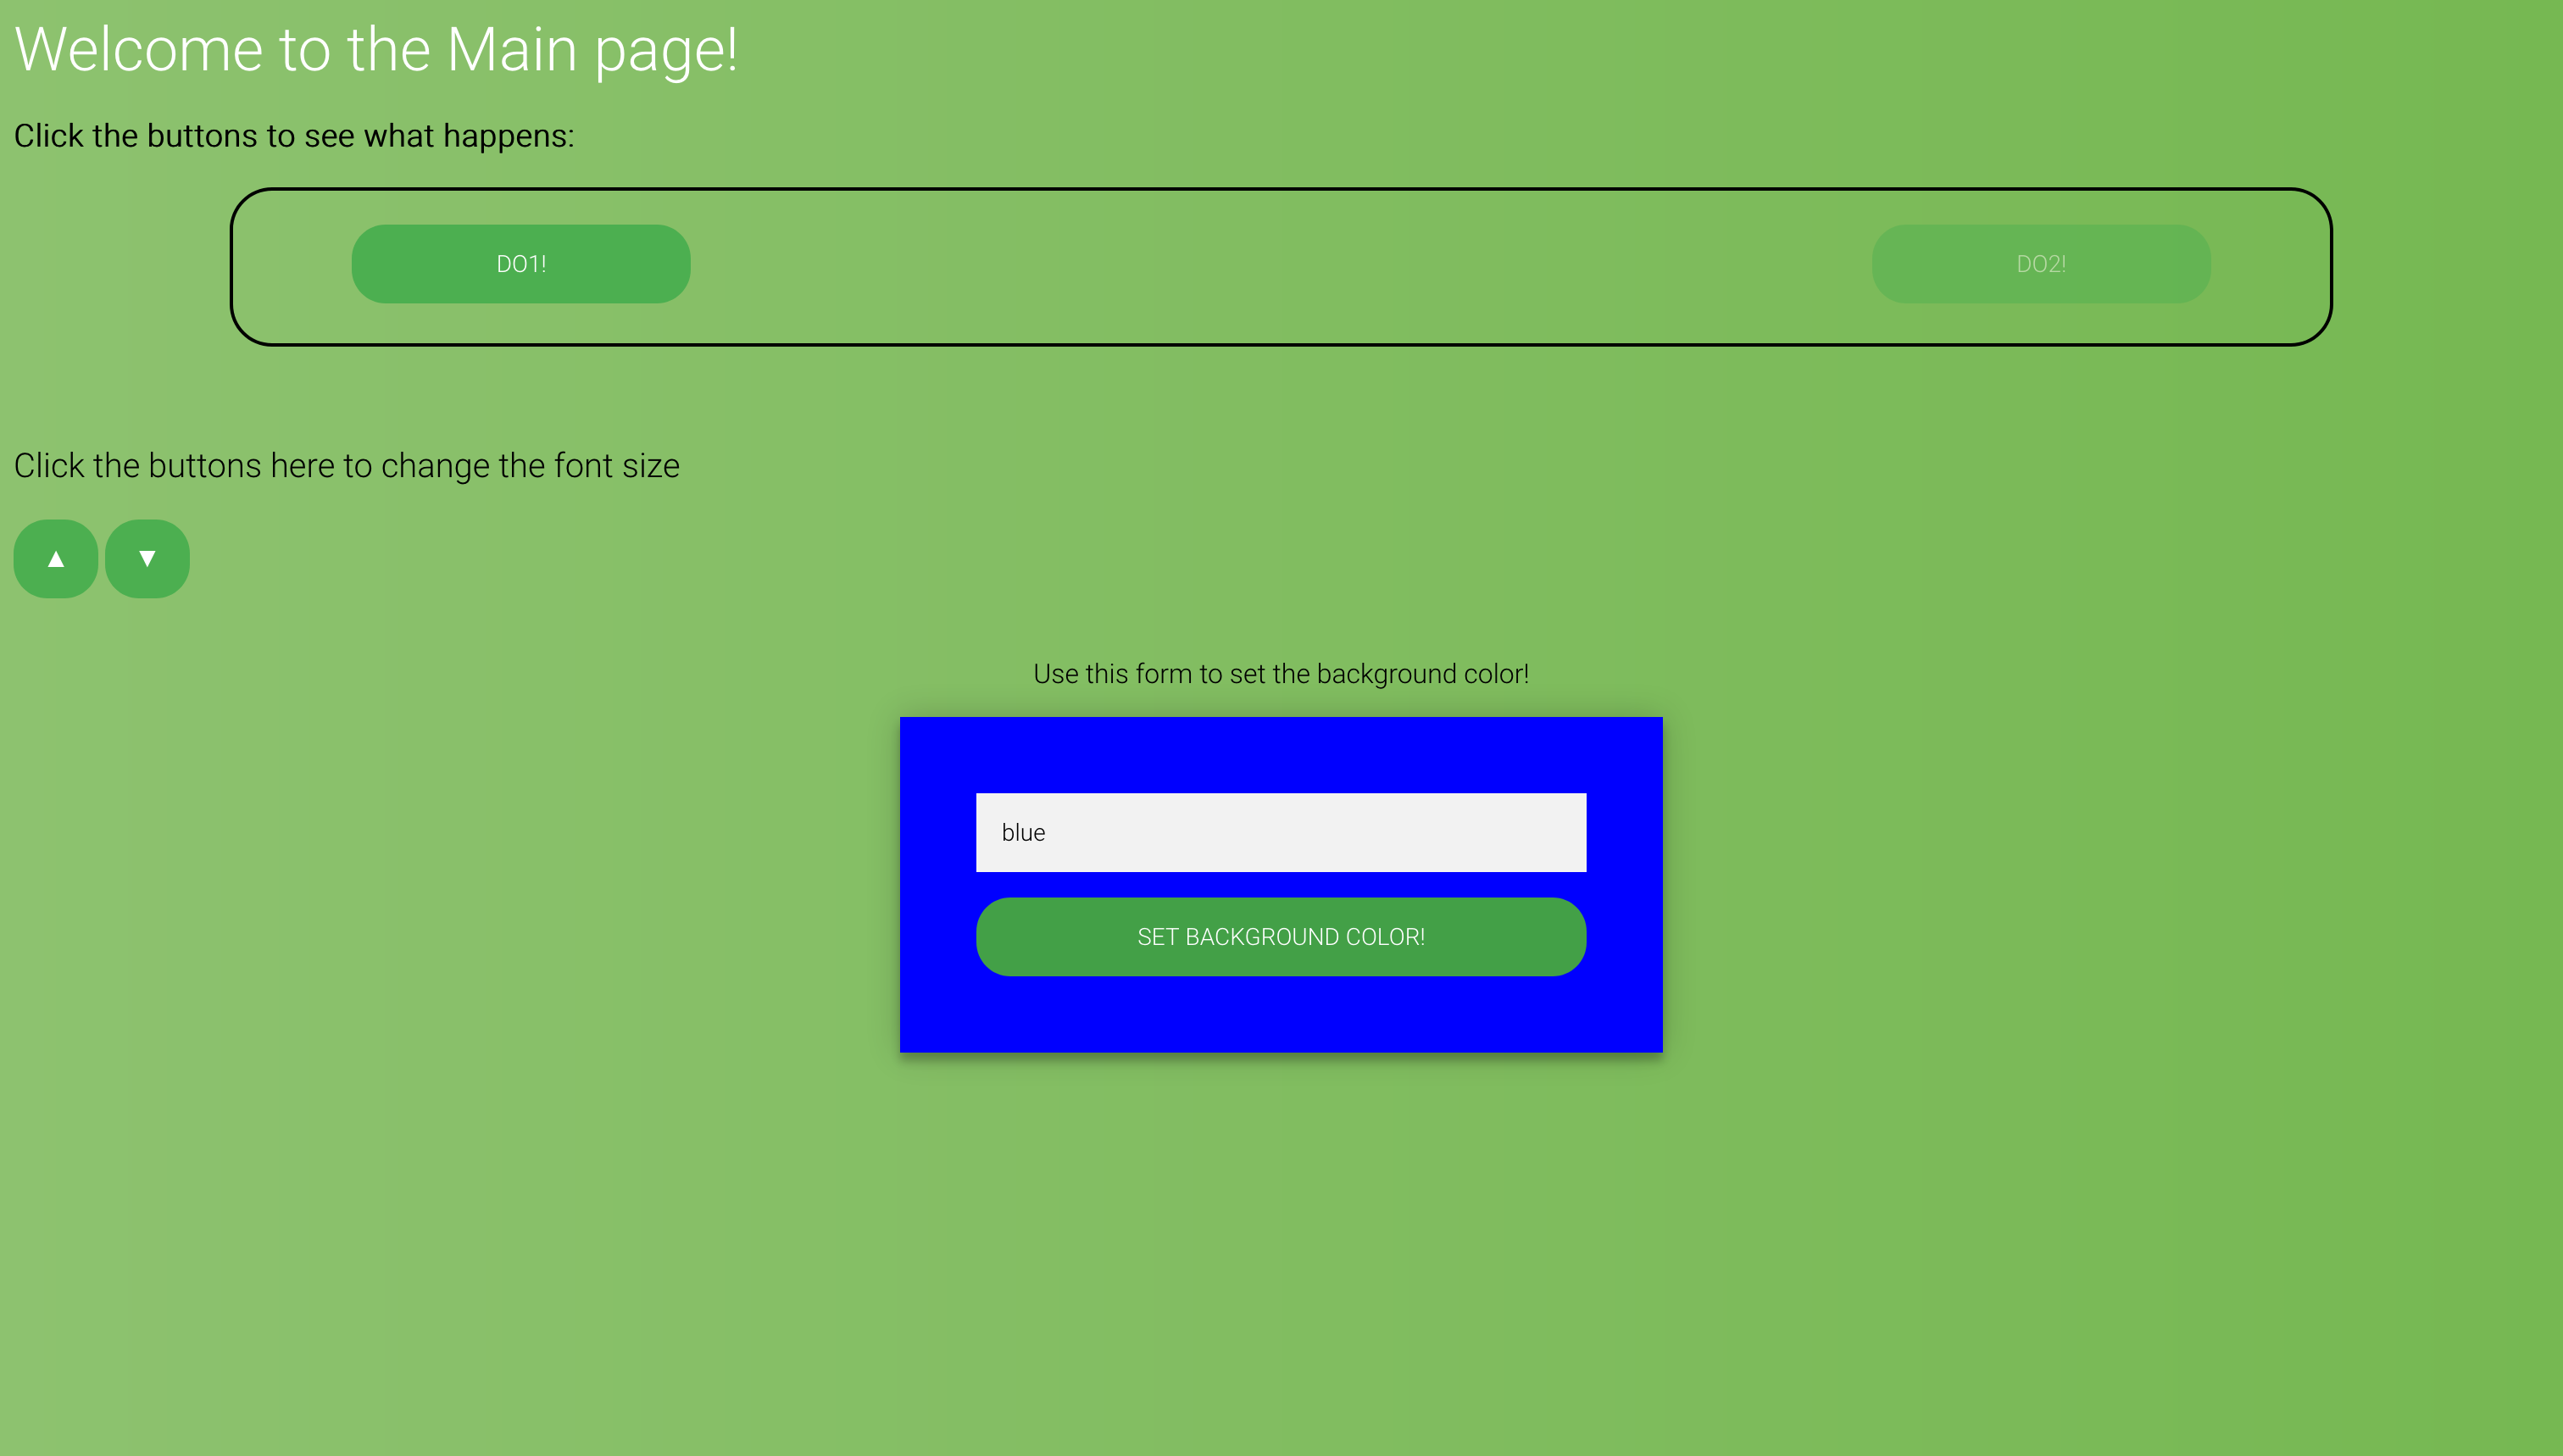 Welcome to the Main page!
Click the buttons to see what happens:
DO1!
DO2!
Click the buttons here to change the font size
▲ ▼
Use this form to set the background color!
blue
SET BACKGROUND COLOR!